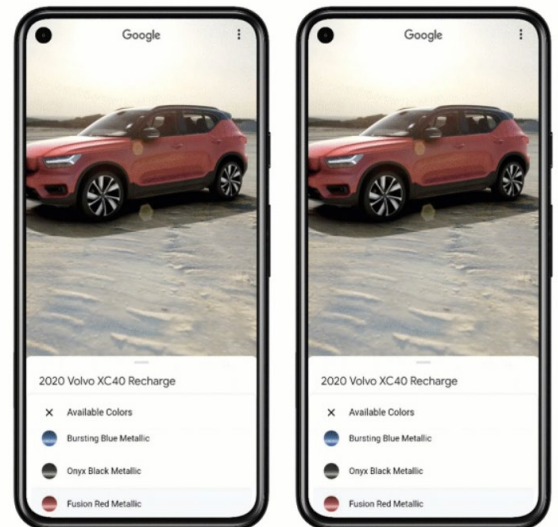 Google
2020 Volvo XC40 Recharge
Available Colors
Bursting Blue Metallic
Onyx Black Metallic
Fusion Red Metallic
Google
2020 Volvo XC40 Recharge
Available Colors
Bursting Blue Metallic
Onyx Black Metallic
Fusion Red Metallic